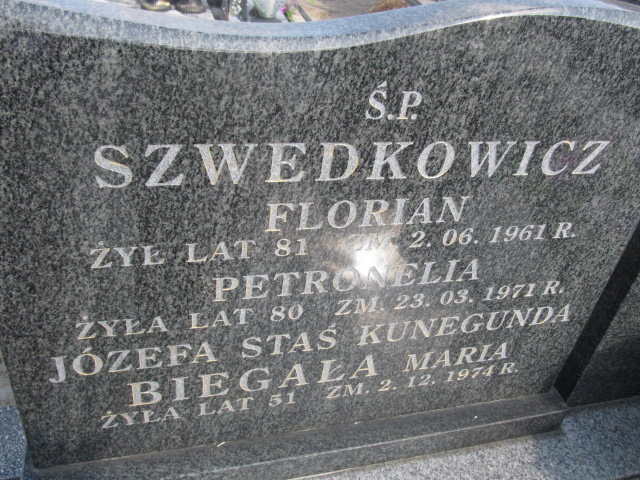 Ś.P.
SZWEDKOWICZ
FLORIAN
ŻYŁ LAT 81 ZM. 2.06.1961 R.
PETRONELIA
ŻYŁA LAT 80 ZM. 23.03.1971 R.
JÓZEFA STAŚ KUNEGUNDA
BIEGAŁA MARIA
ŻYŁA LAT 51 ZM. 2.12.1974 R.